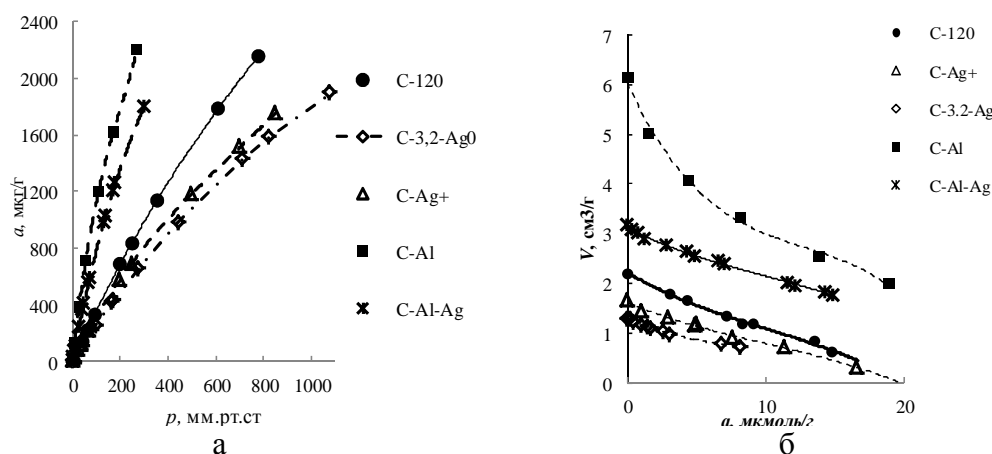 2400
2000
1600
1200
800
400
0
a, мкг/г
0
200
400
600
800
1000
p, мм.рт.ст
C-120
C-3,2-Ag0
C-Ag+
C-Al
C-Al-Ag
а
7
6
5
4
3
2
1
0
V, см3/г
0
10
20
a, мкмоль/г
C-120
C-Ag+
C-3,2-Ag
C-Al
C-Al-Ag
б